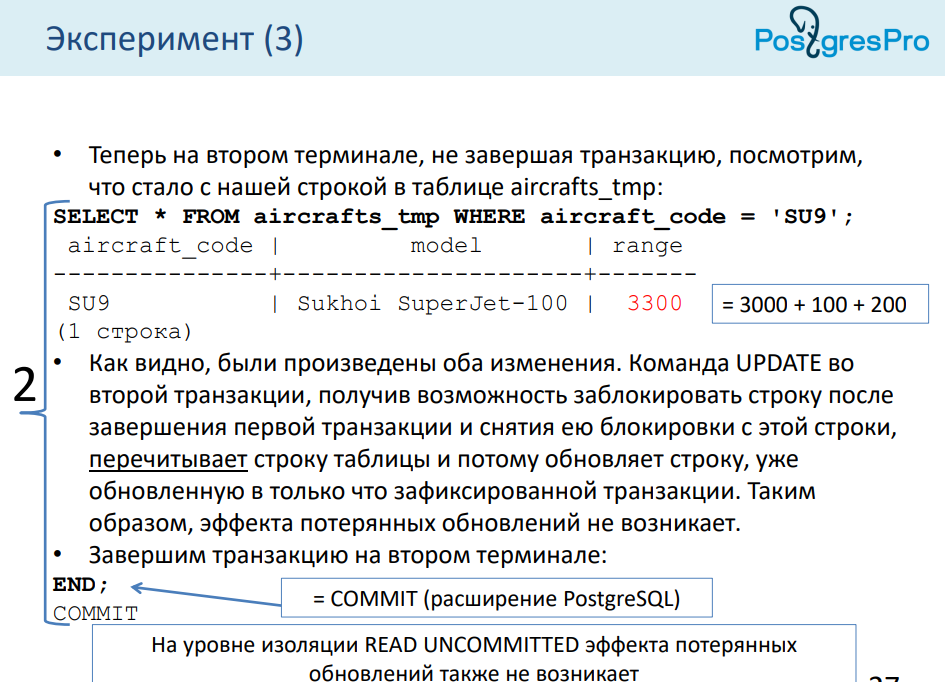 Эксперимент (3)
PostgresPro
• Теперь на втором терминале, не завершая транзакцию, посмотрим,
что стало с нашей строкой в таблице aircrafts_tmp:
SELECT * FROM aircrafts_tmp WHERE aircraft_code = 'SU9';
aircraft_code | model | range
---------------+----------------------+-------
SU9 | Sukhoi SuperJet-100 | 3300
= 3000 + 100 + 200
(1 строка)
2
• Как видно, были произведены оба изменения. Команда UPDATE во
второй транзакции, получив возможность заблокировать строку после
завершения первой транзакции и снятия ею блокировки с этой строки,
перечитывает строку таблицы и потому обновляет строку, уже
обновленную в только что зафиксированной транзакции. Таким
образом, эффекта потерянных обновлений не возникает.
• Завершим транзакцию на втором терминале:
END;
= COMMIT (расширение PostgreSQL)
COMMIT
На уровне изоляции READ UNCOMMITTED эффекта потерянных
обновлений также не возникает